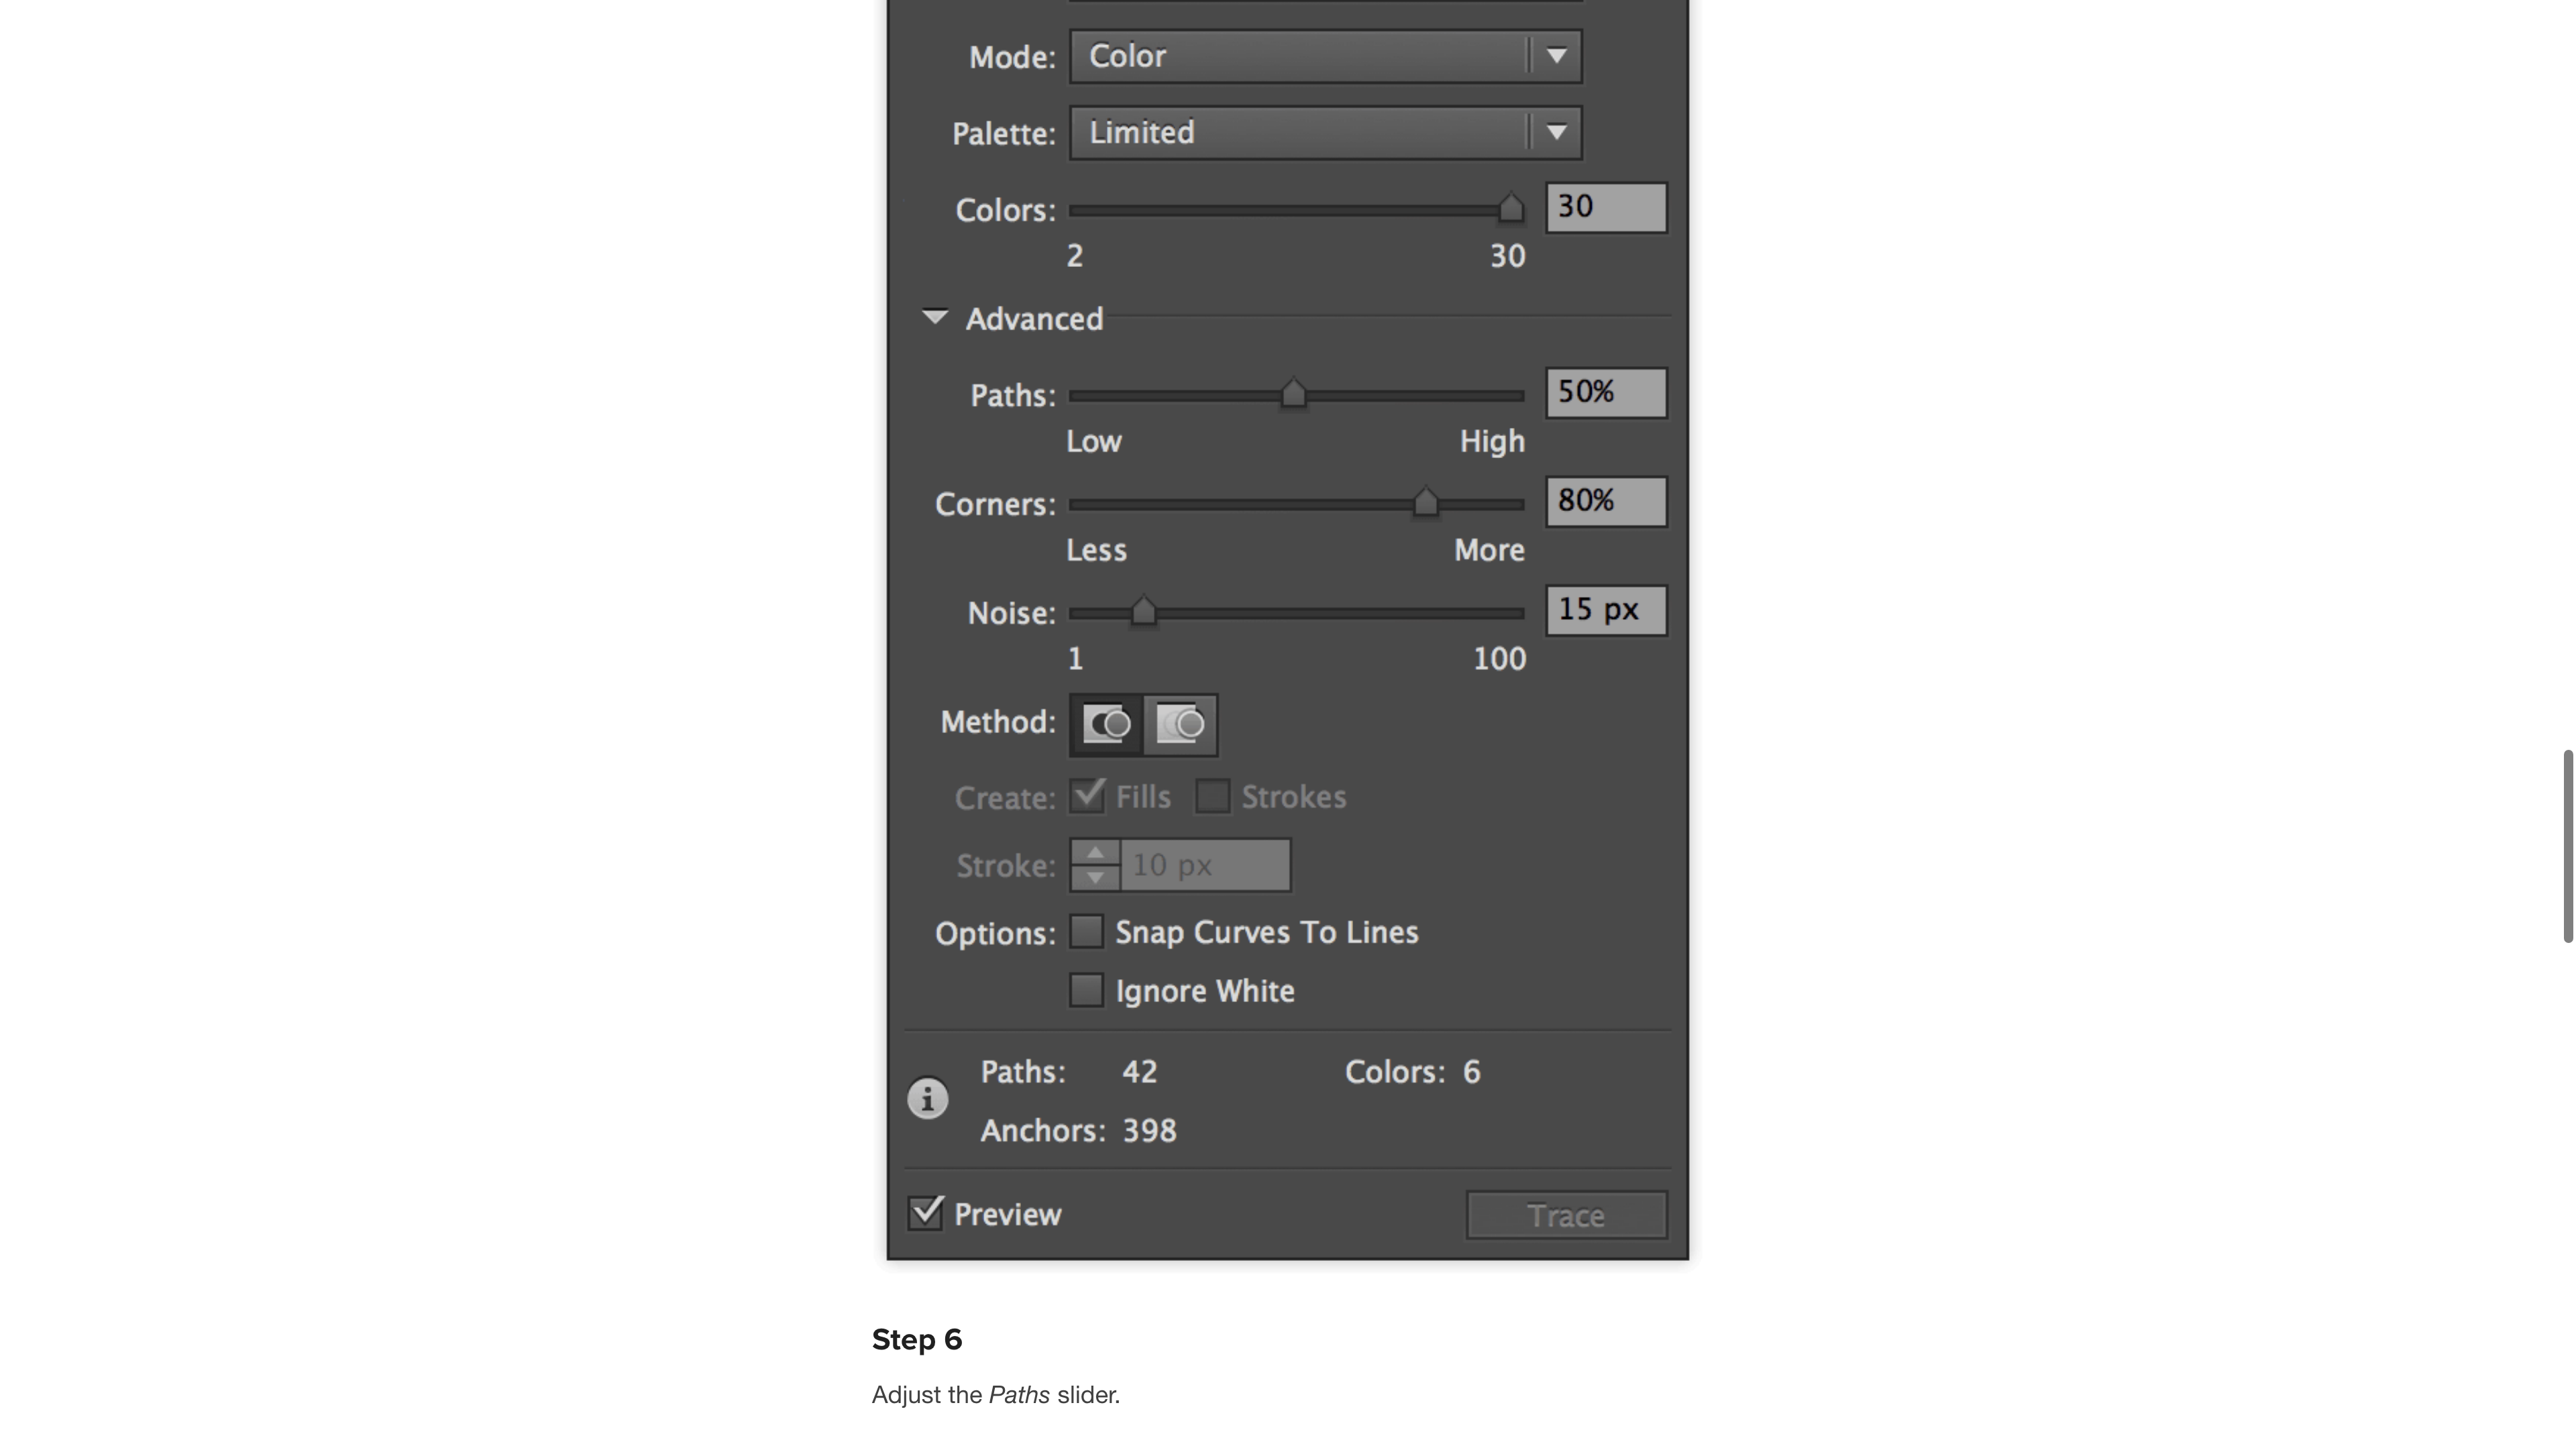 Mode: Color
Palette: Limited
Colors: 30
2 30
Advanced
Paths: 50%
Low High
Corners: 80%
Less More
Noise: 15 px
1 100
Method:
Create: Fills Strokes
Stroke: 10 px
Options: Snap Curves To Lines
Ignore White
Paths: 42 Colors: 6
Anchors: 398
Preview Trace
Step 6
Adjust the Paths slider.